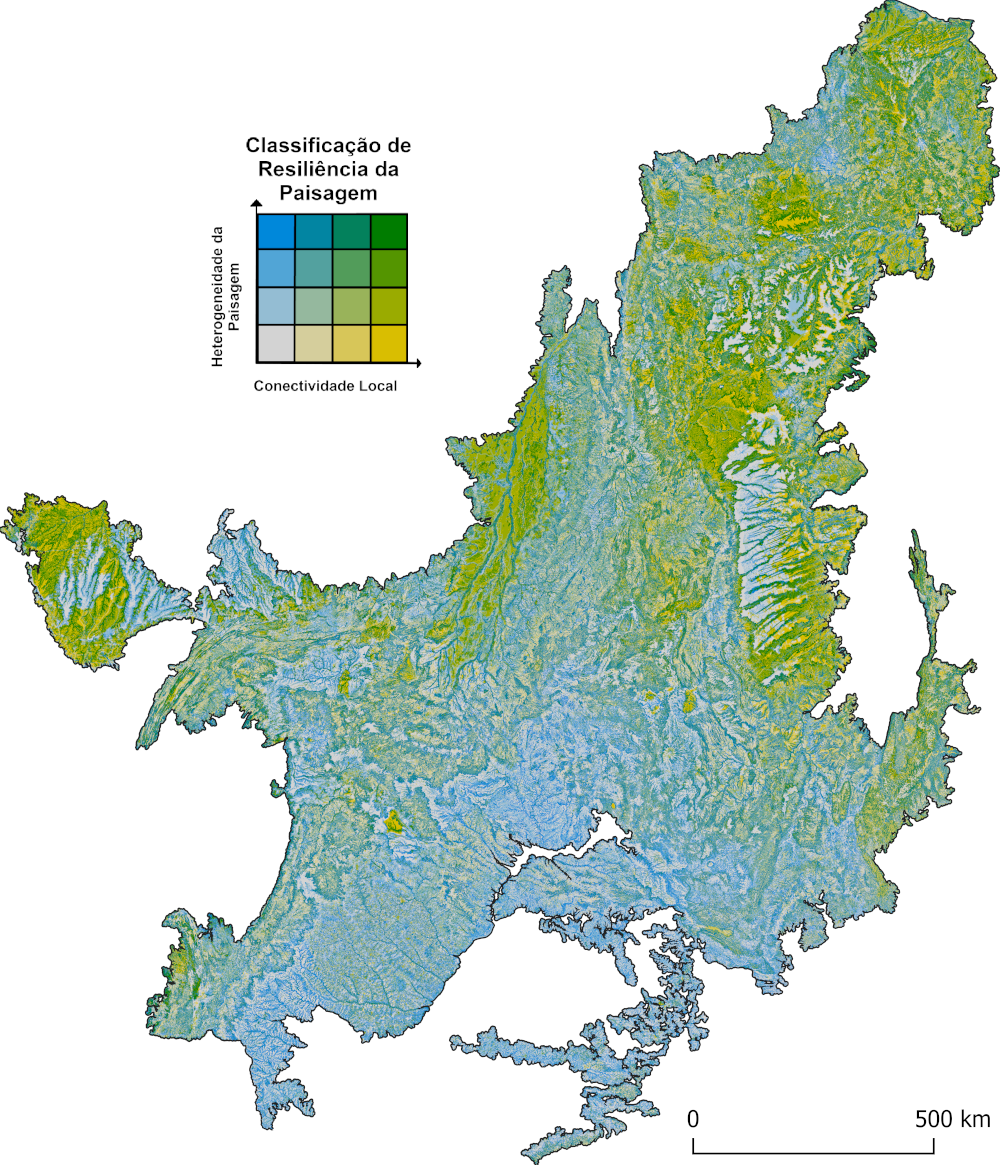 Classificação de
Resiliência da
Paisagem
Heterogeneidade da
Paisagem
Conectividade Local
0
500 km